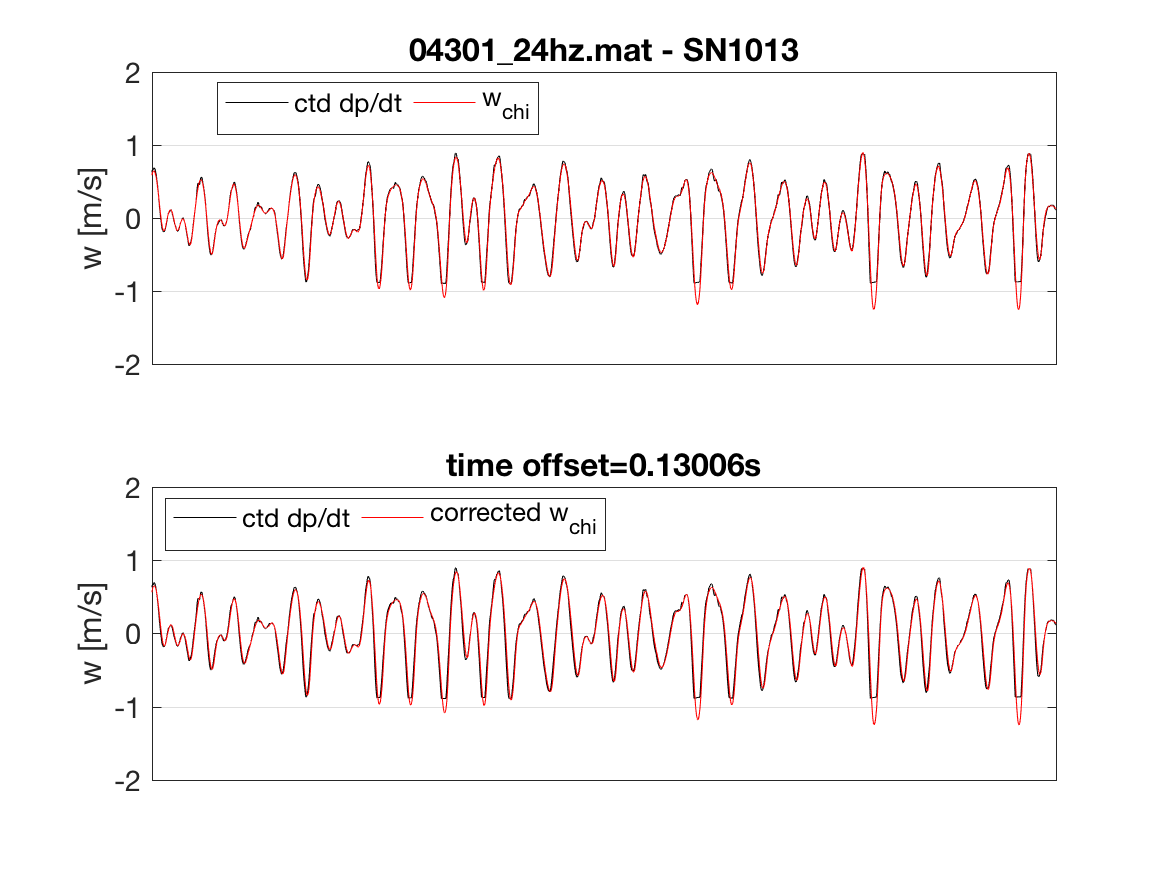 04301_24hz.mat - SN1013
2
ctd dp/dt
w_chi
1
0
-1
-2
w [m/s]
time offset=0.13006s
2
ctd dp/dt
corrected w_chi
1
0
-1
-2
w [m/s]